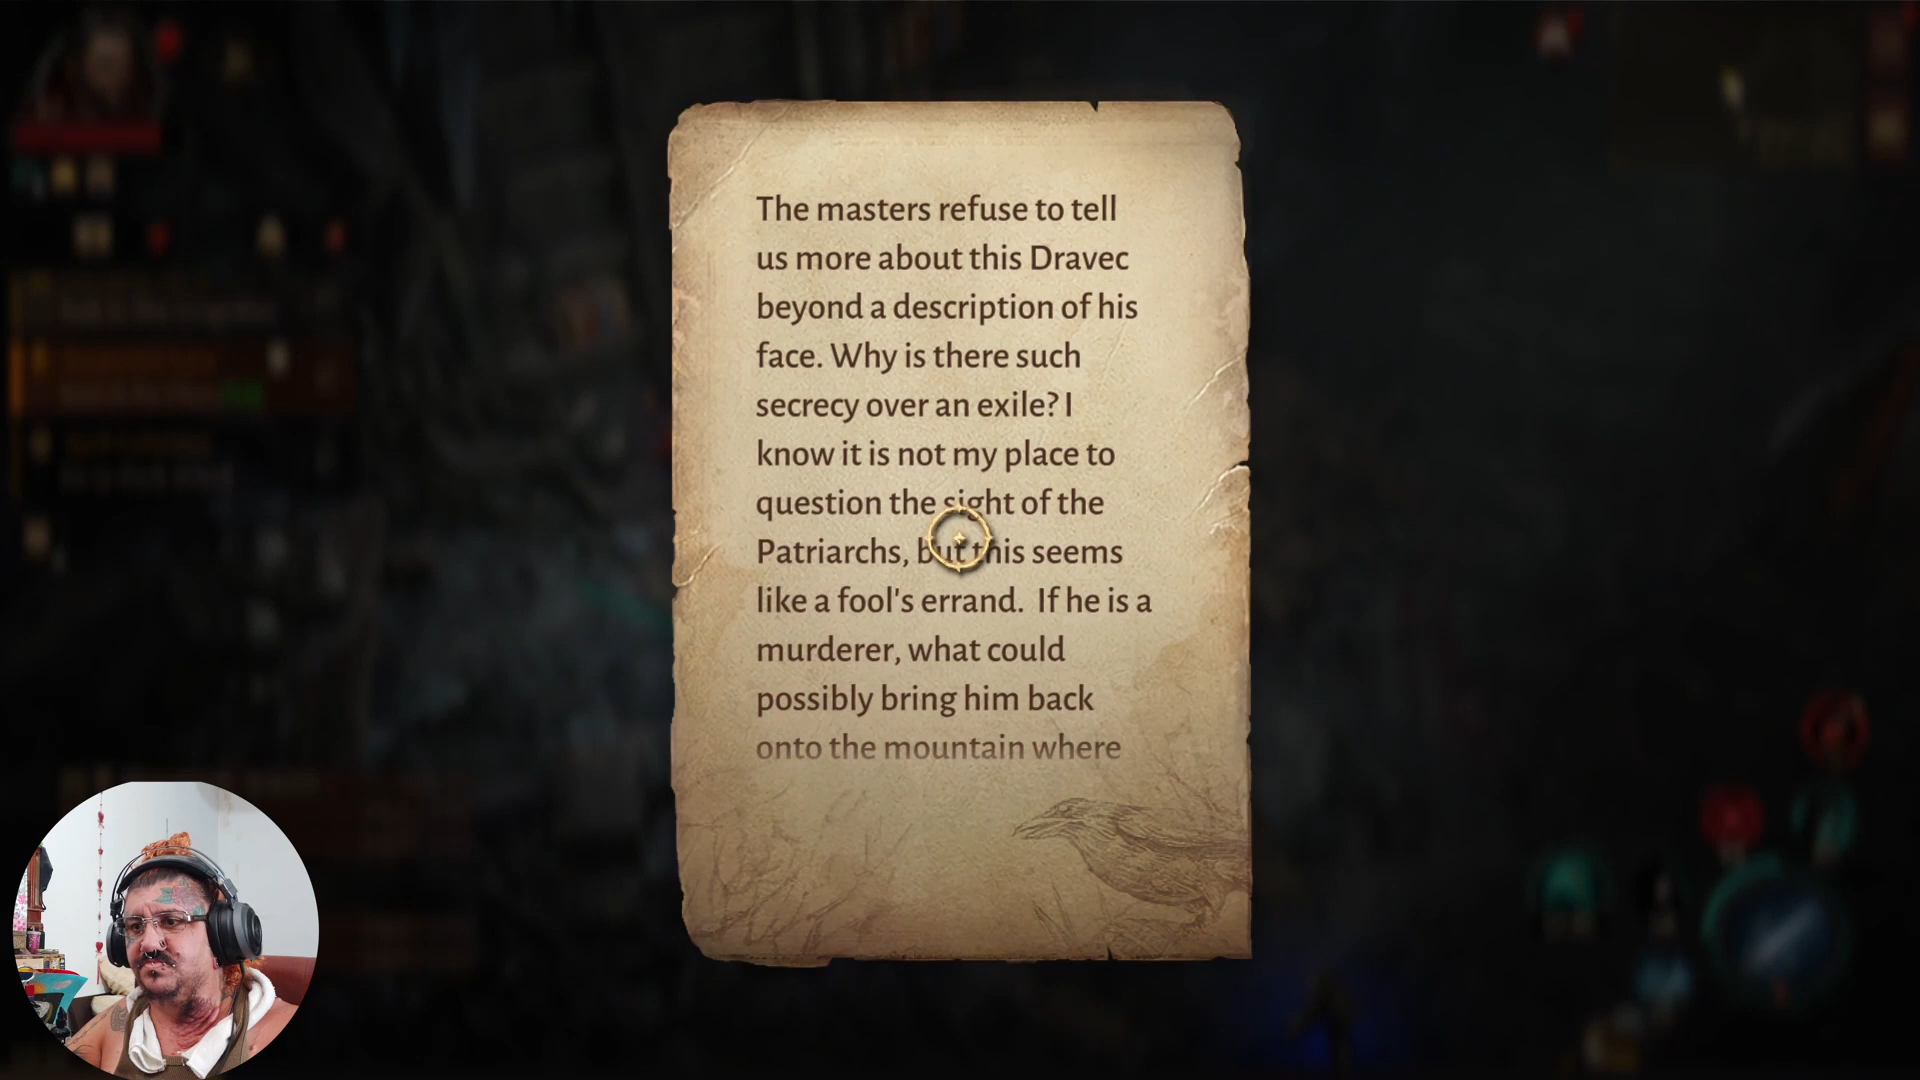 The masters refuse to tell
us more about this Dravec
beyond a description of his
face. Why is there such
secrecy over an exile? I
know it is not my place to
question the sight of the
Patriarchs, but this seems
like a fool's errand.  If he is a
murderer, what could
possibly bring him back
onto the mountain where